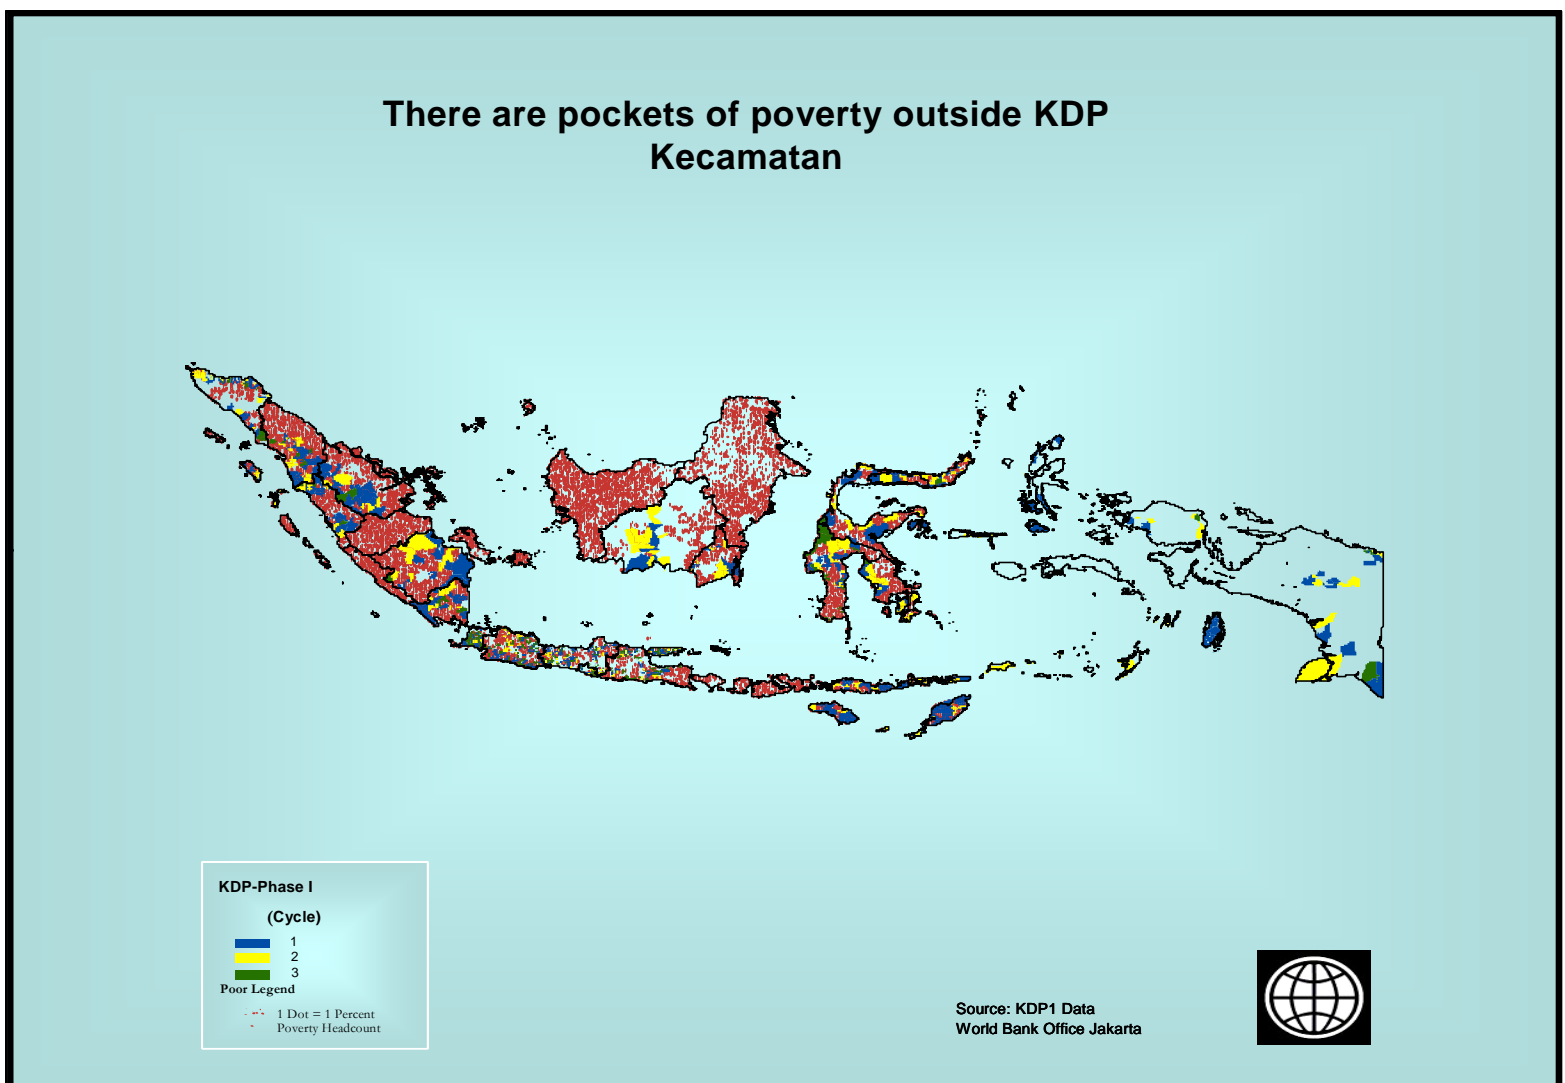 There are pockets of poverty outside KDP
Kecamatan
KDP-Phase I
(Cycle)
1
2
3
Poor Legend
1 Dot = 1 Percent
Poverty Headcount
Source: KDP1 Data
World Bank Office Jakarta